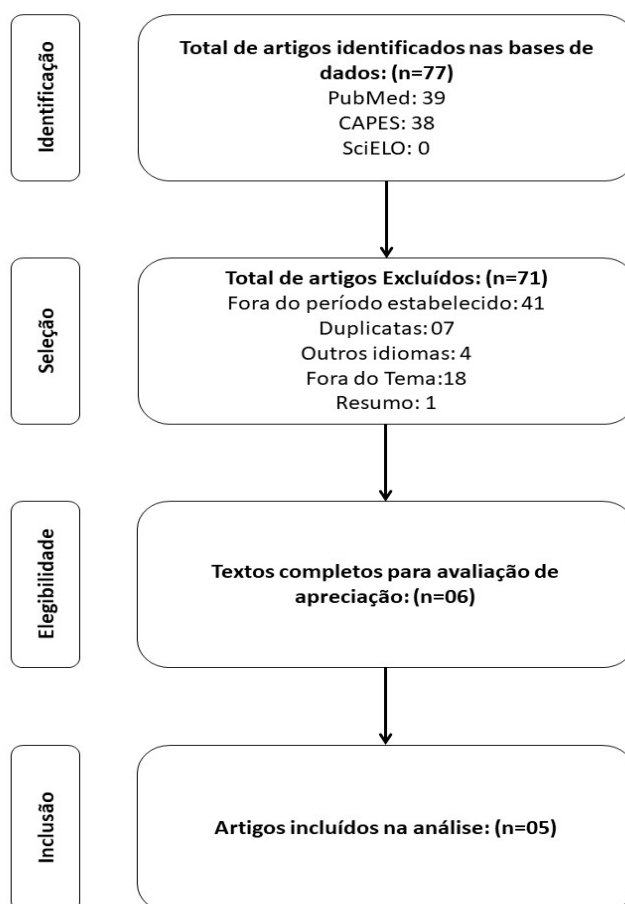 Identificação
Total de artigos identificados nas bases de
dados: (n=77)
PubMed: 39
CAPES: 38
SciELO: 0
Seleção
Total de artigos Excluídos: (n=71)
Fora do período estabelecido: 41
Duplicatas: 07
Outros idiomas: 4
Fora do Tema:18
Resumo: 1
Elegibilidade
Textos completos para avaliação de
apreciação: (n=06)
Inclusão
Artigos incluídos na análise: (n=05)